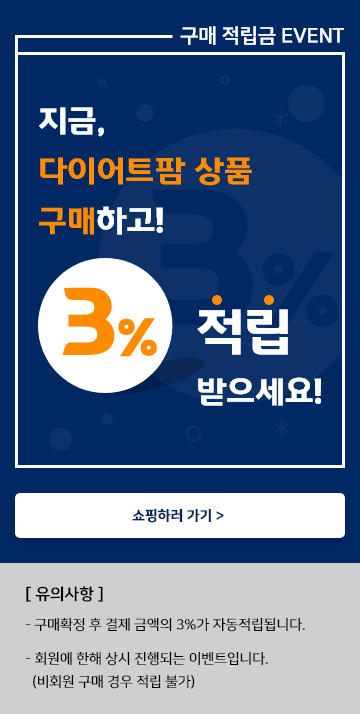 구매 적립금 EVENT
지금,
다이어트팜 상품
구매하고!
3%
적립
받으세요!
쇼핑하러 가기 >
[ 유의사항 ]
- 구매확정 후 결제 금액의 3%가 자동적립됩니다.
- 회원에 한해 상시 진행되는 이벤트입니다.
(비회원 구매 경우 적립 불가)